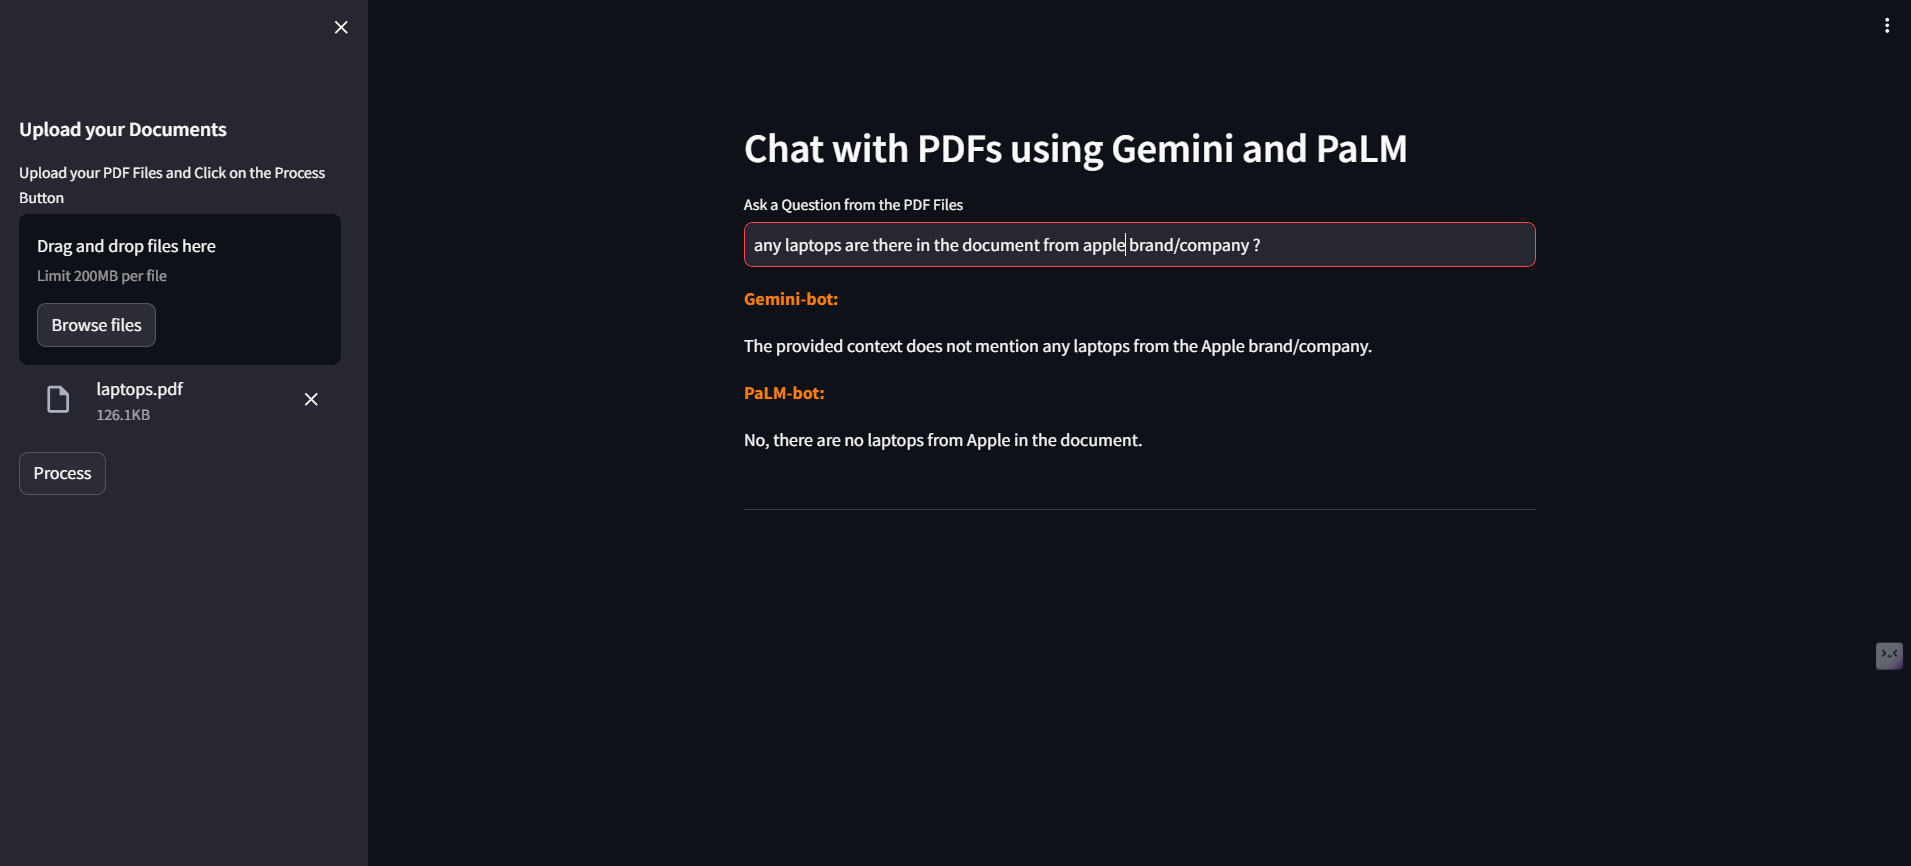 Upload your Documents
Upload your PDF Files and Click on the Process
Button
Drag and drop files here
Limit 200MB per file
Browse files
laptops.pdf
126.1KB
Process
Chat with PDFs using Gemini and PaLM
Ask a Question from the PDF Files
any laptops are there in the document from apple brand/company ?
Gemini-bot:
The provided context does not mention any laptops from the Apple brand/company.
PaLM-bot:
No, there are no laptops from Apple in the document.